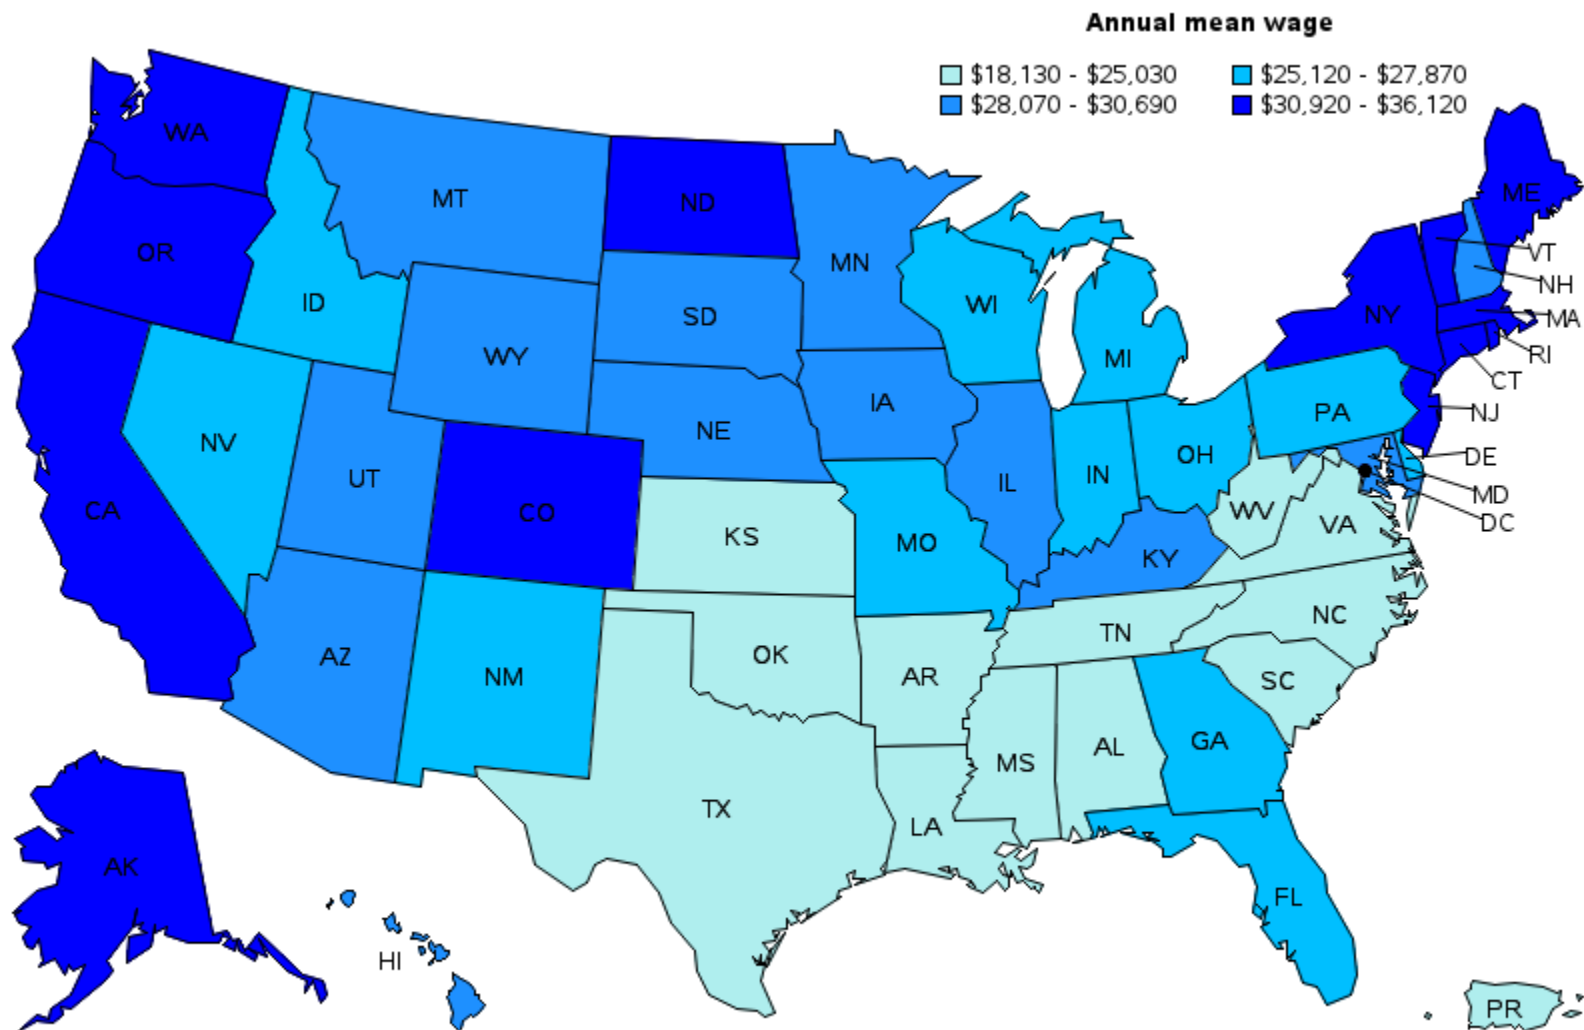 Annual mean wage
$18,130 - $25,030 $25,120 - $27,870
$28,070 - $30,690 $30,920 - $36,120
WA
MT
ND
ME
OR
MN
VT
ID
SD
WI
NH
WY
NY
MA
MI
RI
IA
CT
NV
NE
PA
NJ
UT
OH
DE
CA
CO
IL
IN
MD
KS
MO
WV
VA
DC
KY
AZ
NM
OK
TN
NC
AR
SC
TX
MS
AL
GA
LA
AK
FL
HI
PR